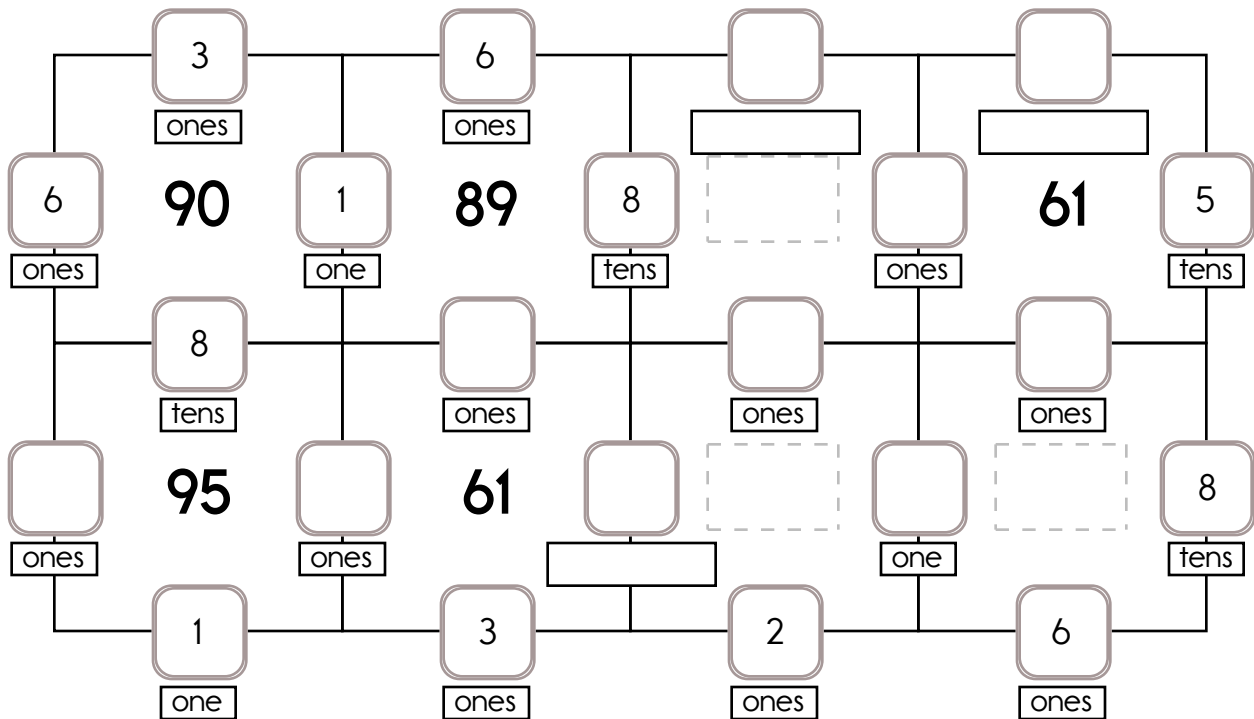 3 6
ones ones
6 90 1 89 8 61 5
ones one tens ones tens
8
tens ones ones ones
95 61 8
ones ones one tens
1 3 2 6
one ones ones ones